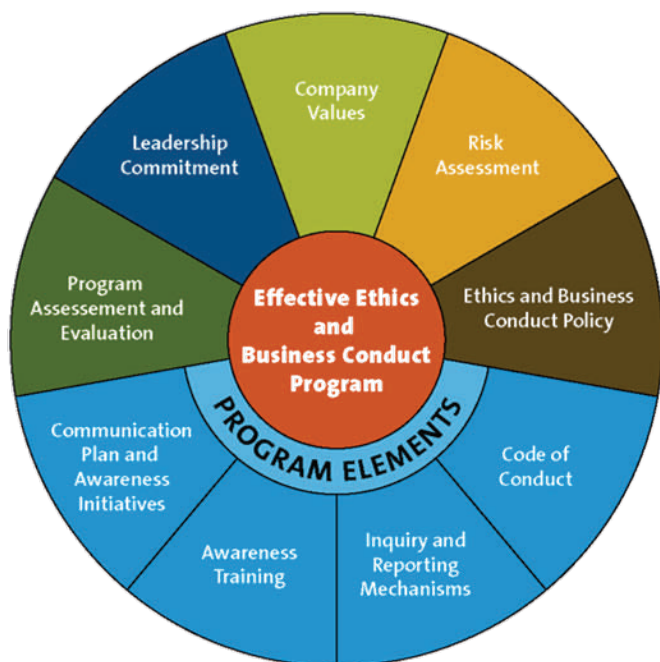 Company
Values
Risk
Assessment
Ethics and Business
Conduct Policy
Code of
Conduct
Inquiry and
Reporting
Mechanisms
Awareness
Training
Communication
Plan and
Awareness
Initiatives
Program
Assessement and
Evaluation
Leadership
Commitment
Effective Ethics
and
Business Conduct
Program
PROGRAM ELEMENTS